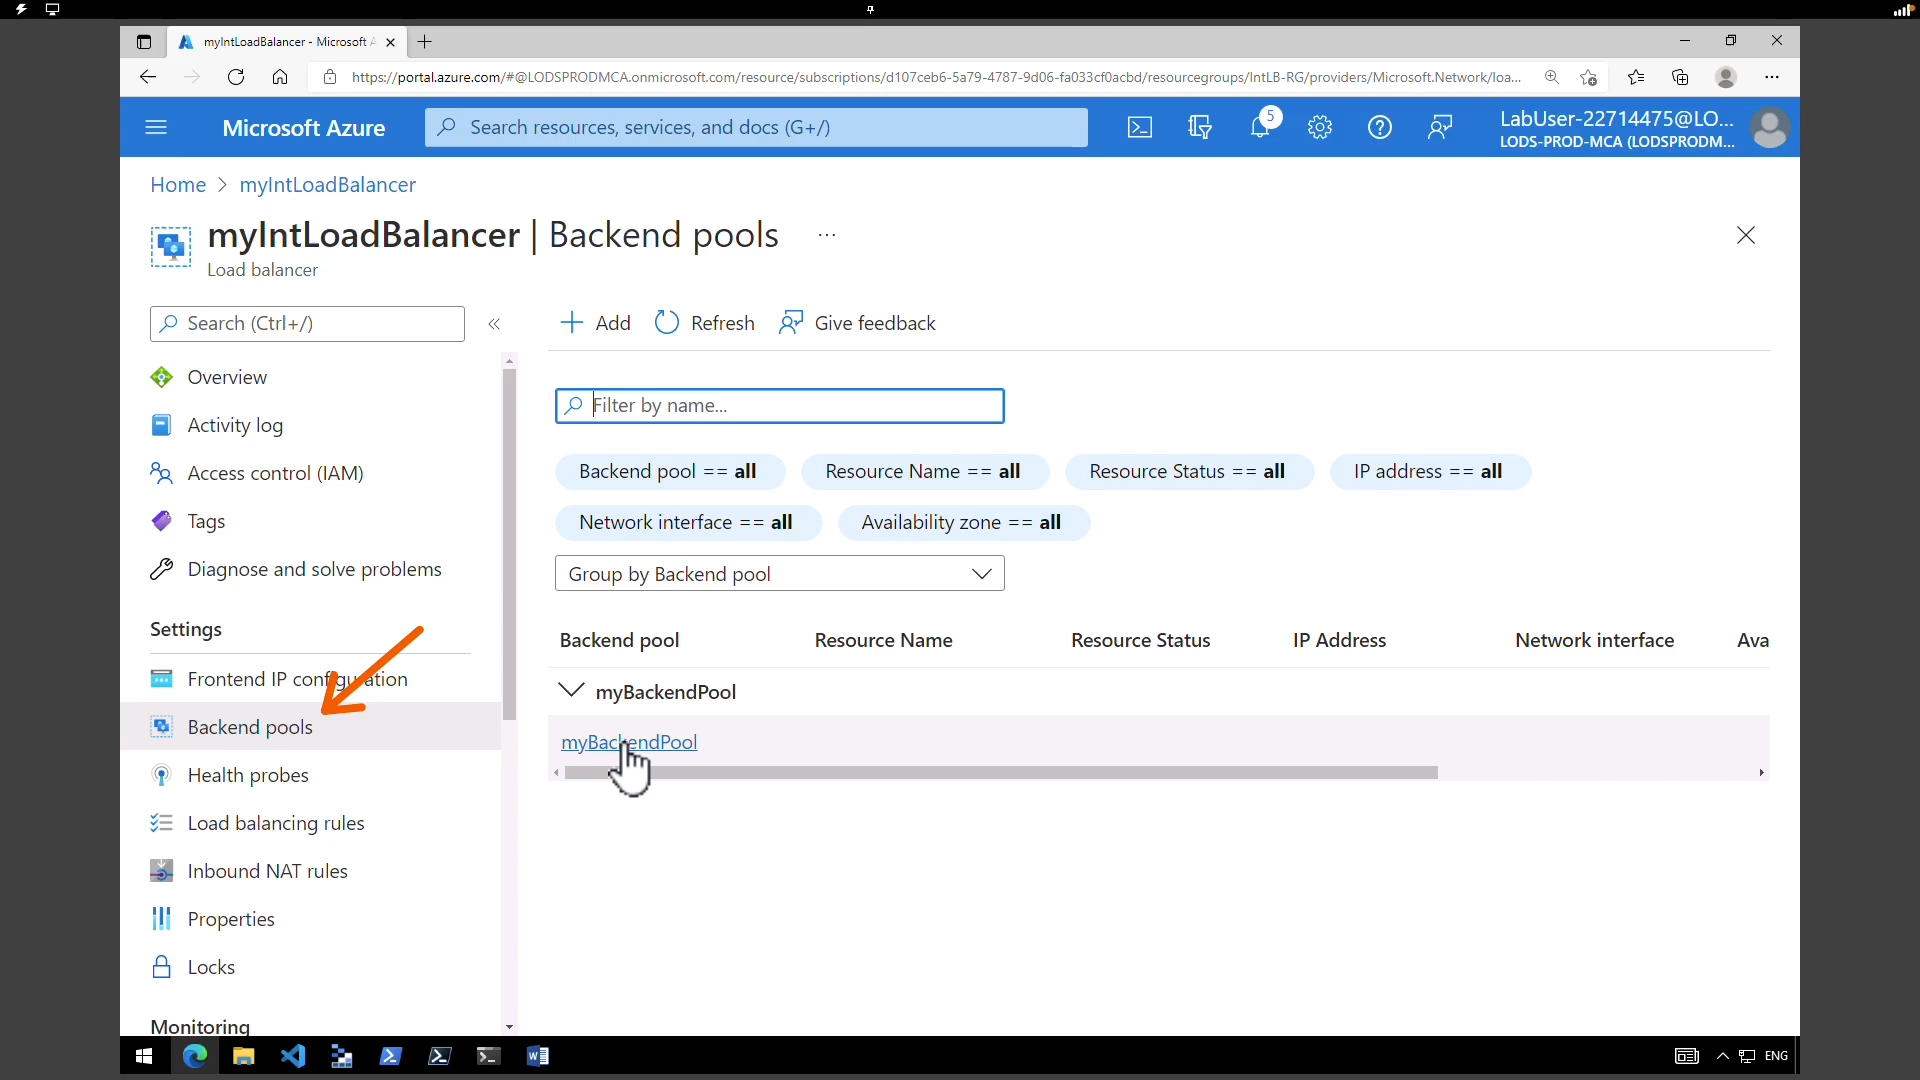 myIntLoadBalancer - Microsoft A
https://portal.azure.com/#@LODSPRODMCA.onmicrosoft.com/resource/subscriptions/d107ceb6-5a79-4787-9d06-fa033cf0acbd/resourcegroups/IntLB-RG/providers/Microsoft.Network/loa...
Microsoft Azure
Search resources, services, and docs (G+/)
5
LabUser-22714475@LO...
LODS-PROD-MCA (LODSPRODM...
Home > myIntLoadBalancer
myIntLoadBalancer | Backend pools ...
Load balancer
Search (Ctrl+/)
«
Overview
Activity log
Access control (IAM)
Tags
Diagnose and solve problems
Settings
Frontend IP configuration
Backend pools
Health probes
Load balancing rules
Inbound NAT rules
Properties
Locks
Monitoring
Add
Refresh
Give feedback
Filter by name...
Backend pool == all
Resource Name == all
Resource Status == all
IP address == all
Network interface == all
Availability zone == all
Group by Backend pool
Backend pool
Resource Name
Resource Status
IP Address
Network interface
Ava
myBackendPool
myBackendPool
ENG